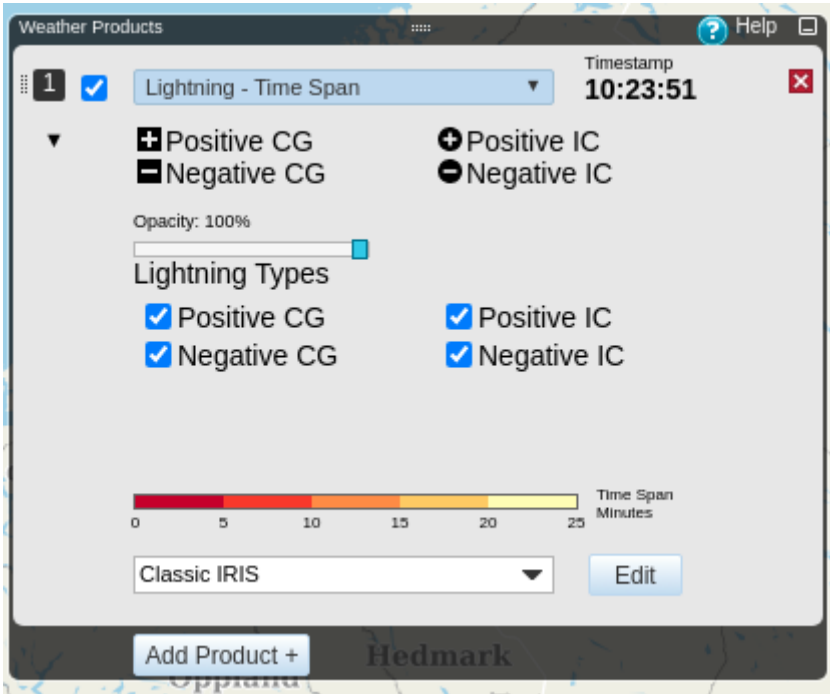 Weather Products
? Help
1
Lightning - Time Span
Timestamp
10:23:51
Positive CG
Positive IC
Negative CG
Negative IC
Opacity: 100%
Lightning Types
Positive CG
Positive IC
Negative CG
Negative IC
0 5 10 15 20 25
Time Span
Minutes
Classic IRIS
Edit
Add Product +
Hedmark
Oppland